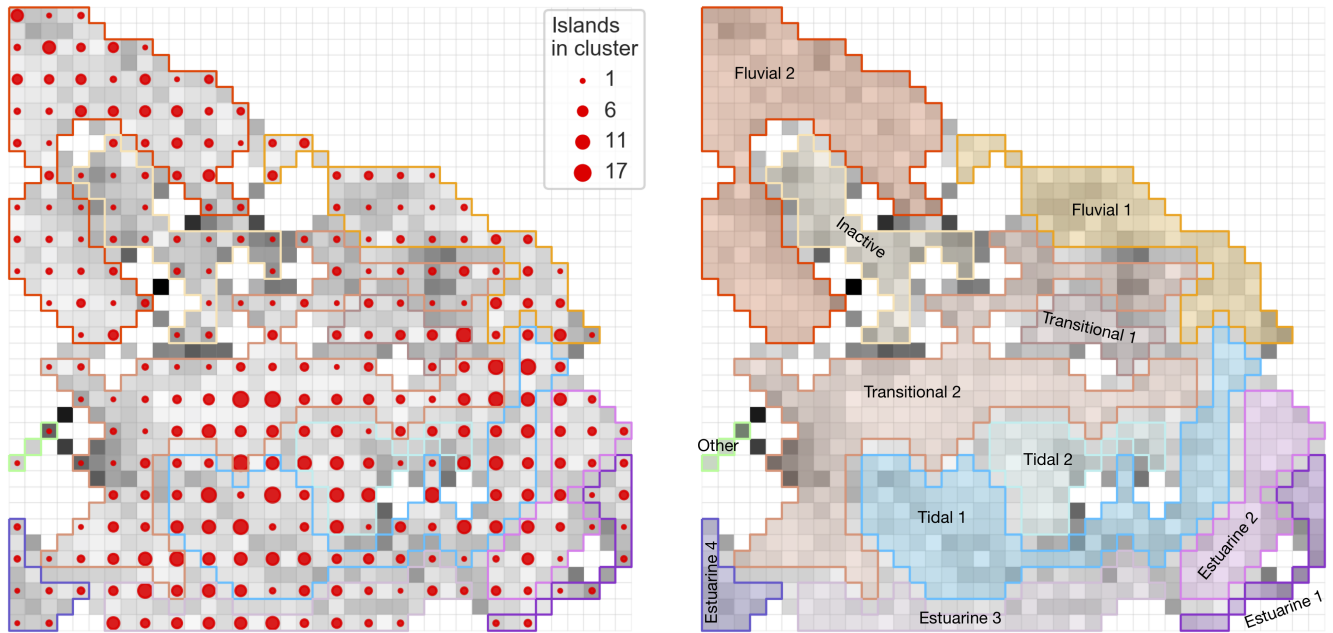 Islands
in cluster
1
6
11
17
Fluvial 2
Fluvial 1
Inactive
Transitional 1
Transitional 2
Other
Tidal 2
Tidal 1
Estuarine 2
Estuarine 4
Estuarine 3
Estuarine 1